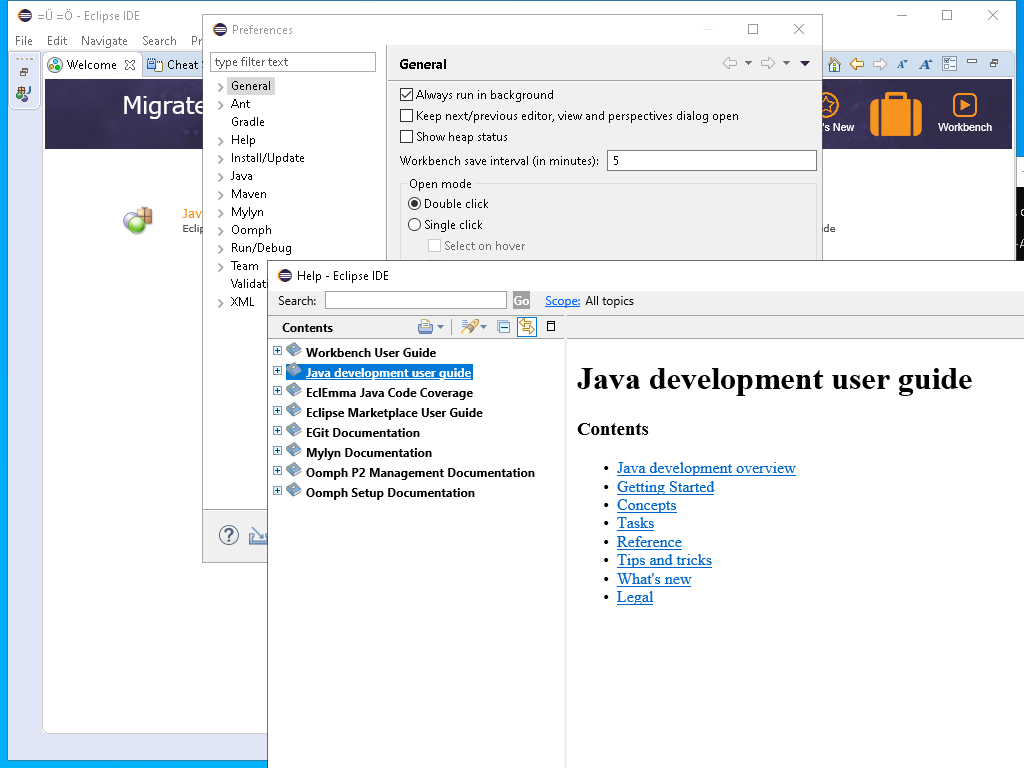 =Ü =Ö - Eclipse IDE
File Edit Navigate Search
Welcome
Cheat
Migrate
's New
Workbench
Preferences
type filter text
General
Ant
Gradle
Help
Install/Update
Java
Maven
Mylyn
Oomph
Run/Debug
Team
XML
General
Always run in background
Keep next/previous editor, view and perspectives dialog open
Show heap status
Workbench save interval (in minutes): 5
Open mode
Double click
Single click
Select on hover
Help - Eclipse IDE
Search:
Go
Scope: All topics
Contents
Workbench User Guide
Java development user guide
EclEmma Java Code Coverage
Eclipse Marketplace User Guide
EGit Documentation
Mylyn Documentation
Oomph P2 Management Documentation
Oomph Setup Documentation
Java development user guide
Contents
• Java development overview
• Getting Started
• Concepts
• Tasks
• Reference
• Tips and tricks
• What's new
• Legal